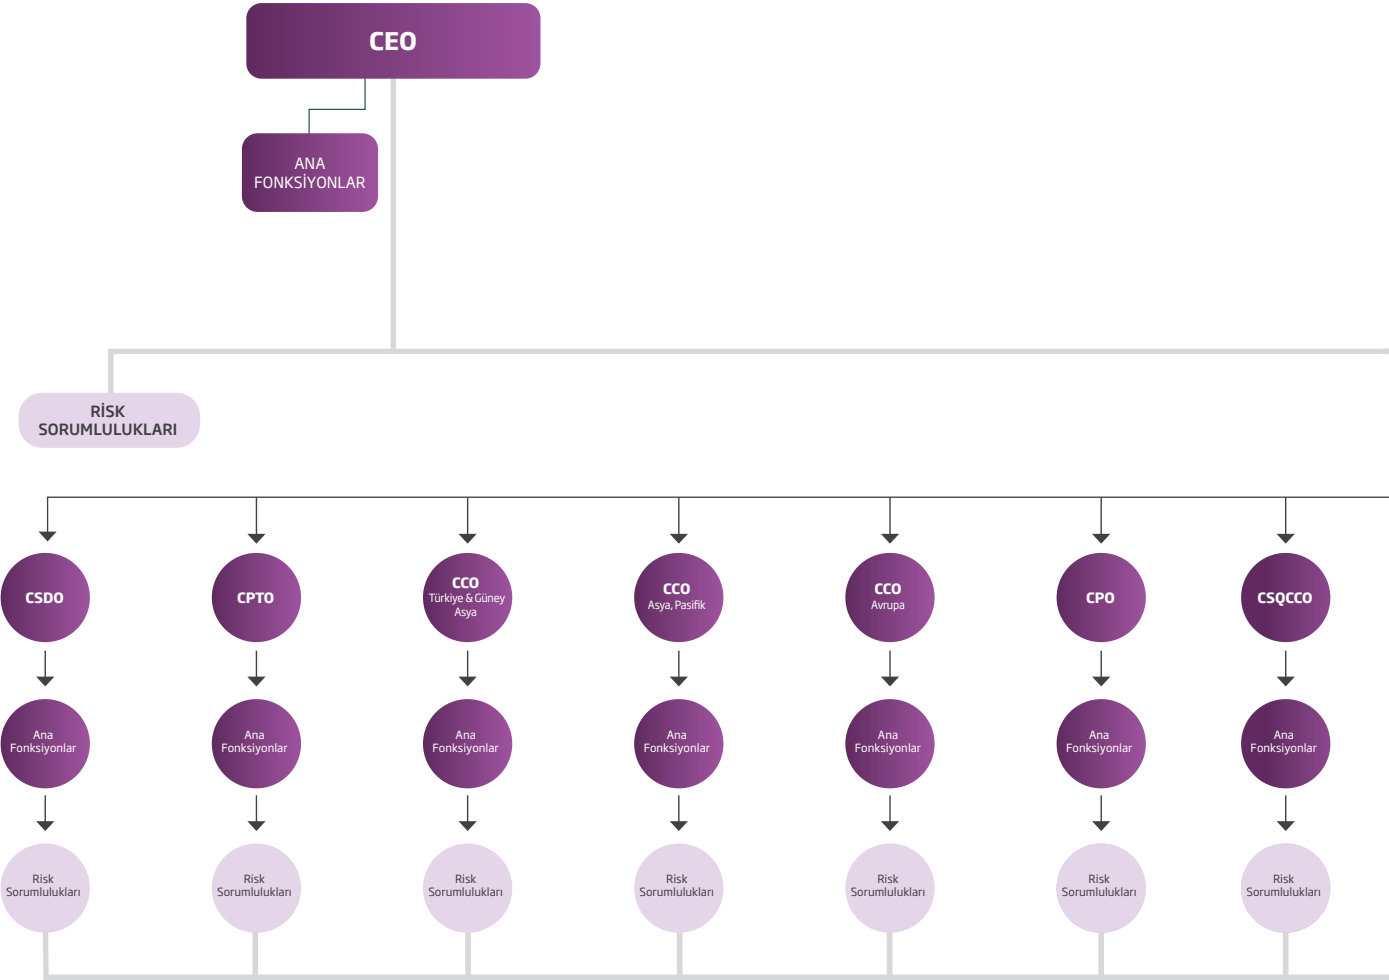 CEO
ANA
FONKSİYONLAR
RİSK
SORUMLULUKLARI
CSDO
CPTO
CCO
Türkiye & Güney
Asya
CCO
Asya, Pasifik
CCO
Avrupa
CPO
CSQCCO
Ana
Fonksiyonlar
Ana
Fonksiyonlar
Ana
Fonksiyonlar
Ana
Fonksiyonlar
Ana
Fonksiyonlar
Ana
Fonksiyonlar
Ana
Fonksiyonlar
Risk
Sorumlulukları
Risk
Sorumlulukları
Risk
Sorumlulukları
Risk
Sorumlulukları
Risk
Sorumlulukları
Risk
Sorumlulukları
Risk
Sorumlulukları